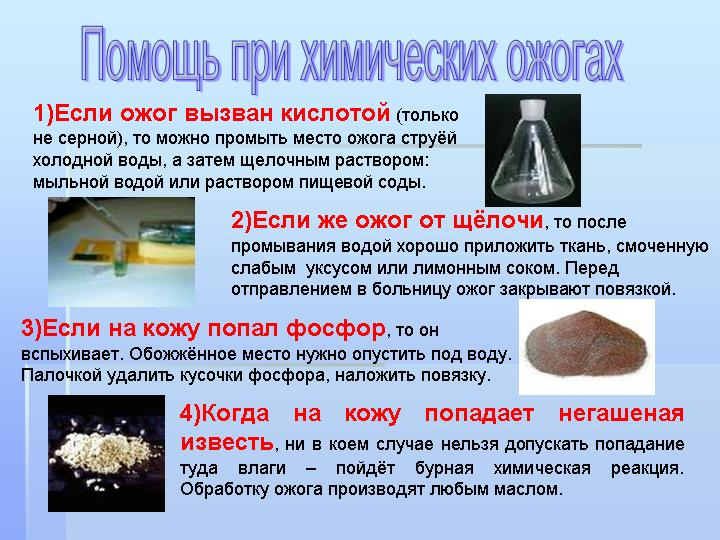 Помощь при химических ожогах
1)Если ожог вызван кислотой (только
не серной), то можно промыть место ожога струёй
холодной воды, а затем щелочным раствором:
мыльной водой или раствором пищевой соды.
2)Если же ожог от щёлочи, то после
промывания водой хорошо приложить ткань, смоченную
слабым уксусом или лимонным соком. Перед
отправлением в больницу ожог закрывают повязкой.
3)Если на кожу попал фосфор, то он
вспыхивает. Обожжённое место нужно опустить под воду.
Палочкой удалить кусочки фосфора, наложить повязку.
4)Когда на кожу попадает негашеная
известь, ни в коем случае нельзя допускать попадание
туда влаги – пойдёт бурная химическая реакция.
Обработку ожога производят любым маслом.